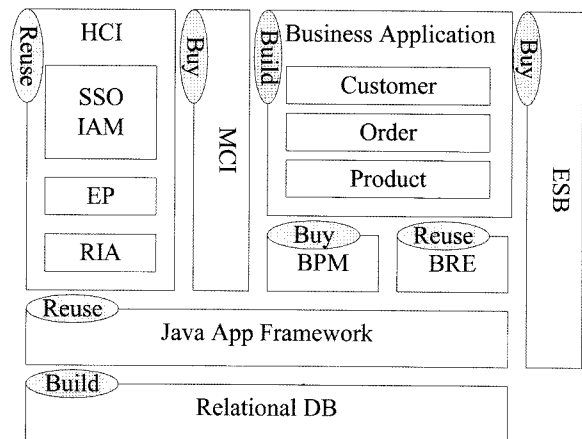 Reuse
HCI
SSO
IAM
EP
RIA
Buy
MCI
Build
Business Application
Customer
Order
Product
Buy
BPM
Reuse
BRE
Buy
ESB
Reuse
Java App Framework
Build
Relational DB